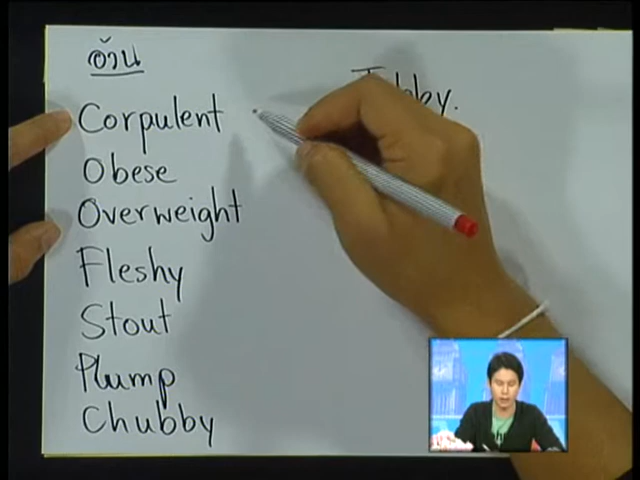 อ้วน
Corpulent
Obese
Overweight
Fleshy
Stout
Plump
Chubby